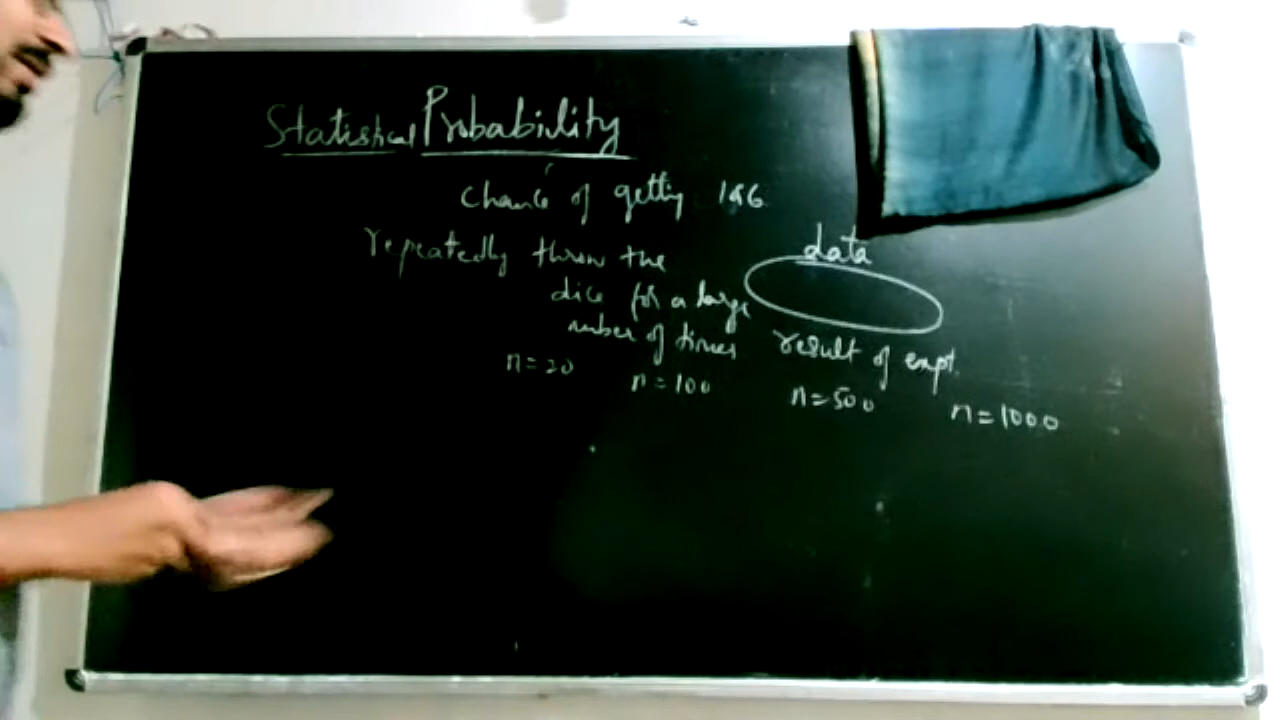 Statistical Probability
Chance of getting 1 & 6
repeatedly throw the
dice for a large
number of times
data
result of expt.
n=20 n=100 n=500 n=1000